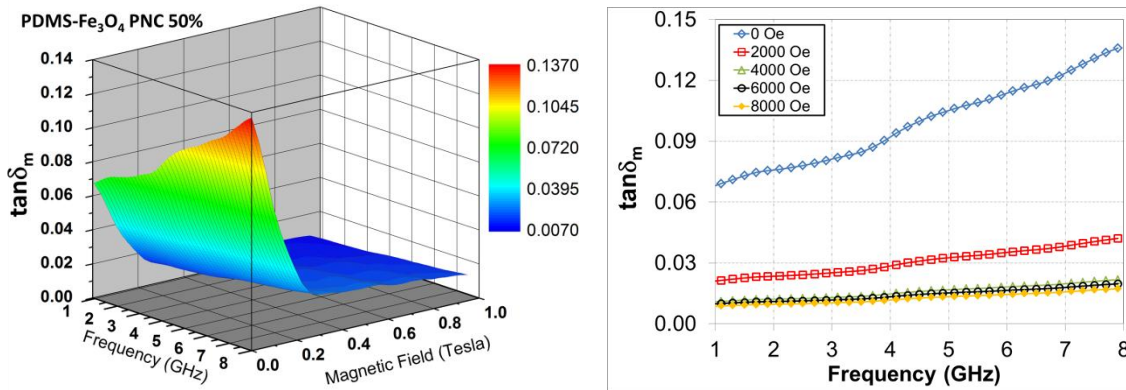 PDMS-Fe₃O₄ PNC 50%
0.14
0.12
0.10
0.08
0.06
0.04
0.02
0.00
tanδₘ
1
2
3
4
5
6
7
8
Frequency (GHz)
0.0
0.2
0.4
0.6
0.8
1.0
Magnetic Field (Tesla)
0.1370
0.1045
0.0720
0.0395
0.0070
0.15
0.12
0.09
0.06
0.03
0.00
tanδₘ
0 Oe
2000 Oe
4000 Oe
6000 Oe
8000 Oe
1 2 3 4 5 6 7 8
Frequency (GHz)